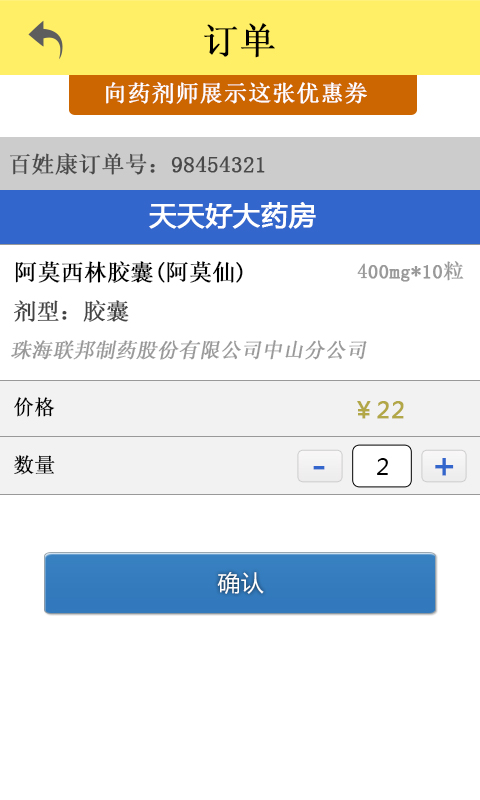 订单
向药剂师展示这张优惠券
百姓康订单号：98454321
天天好大药房
阿莫西林胶囊(阿莫仙) 400mg*10粒
剂型：胶囊
珠海联邦制药股份有限公司中山分公司
价格 ¥22
数量 - 2 +
确认